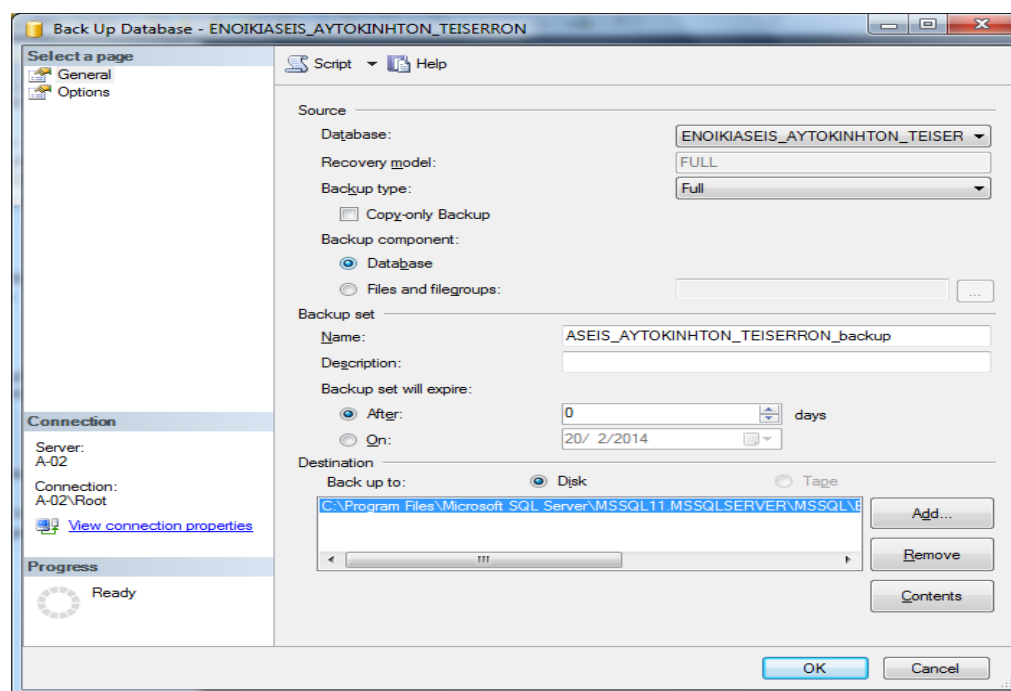 Back Up Database - ENOIKIASEIS_AYTOKINHTON_TEISERRON
Select a page
General
Options
Script
Help
Source
Database:
ENOIKIASEIS_AYTOKINHTON_TEISER
Recovery model:
FULL
Backup type:
Full
Copy-only Backup
Backup component:
Database
Files and filegroups:
...
Backup set
Name:
ASEIS_AYTOKINHTON_TEISERRON_backup
Description:
Backup set will expire:
After:
0
days
On:
20/ 2/2014
Destination
Back up to:
Disk
Tape
C:\Program Files\Microsoft SQL Server\MSSQL11.MSSQLSERVER\MSSQL\B
Add...
Remove
Contents
Connection
Server:
A-02
Connection:
A-02\Root
View connection properties
Progress
Ready
OK
Cancel